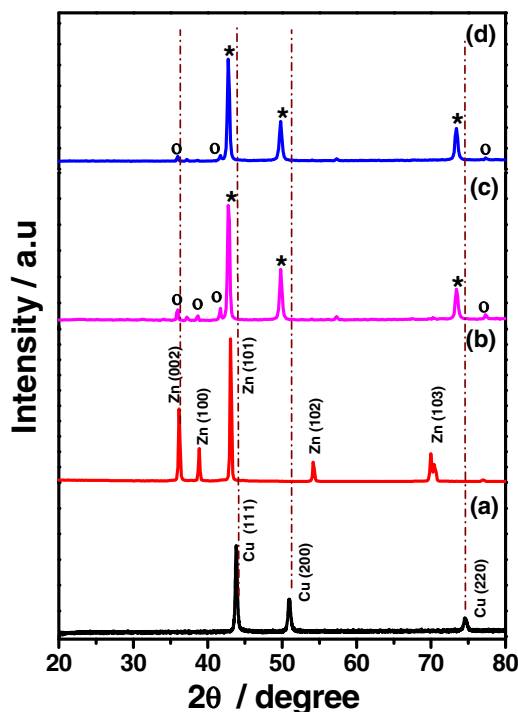 (d)
*
*
*
o
o
o
(c)
*
*
*
o
o
o
o
(b)
Zn (002)
Zn (100)
Zn (101)
Zn (102)
Zn (103)
(a)
Cu (111)
Cu (200)
Cu (220)
Intensity / a.u
20 30 40 50 60 70 80
2θ / degree